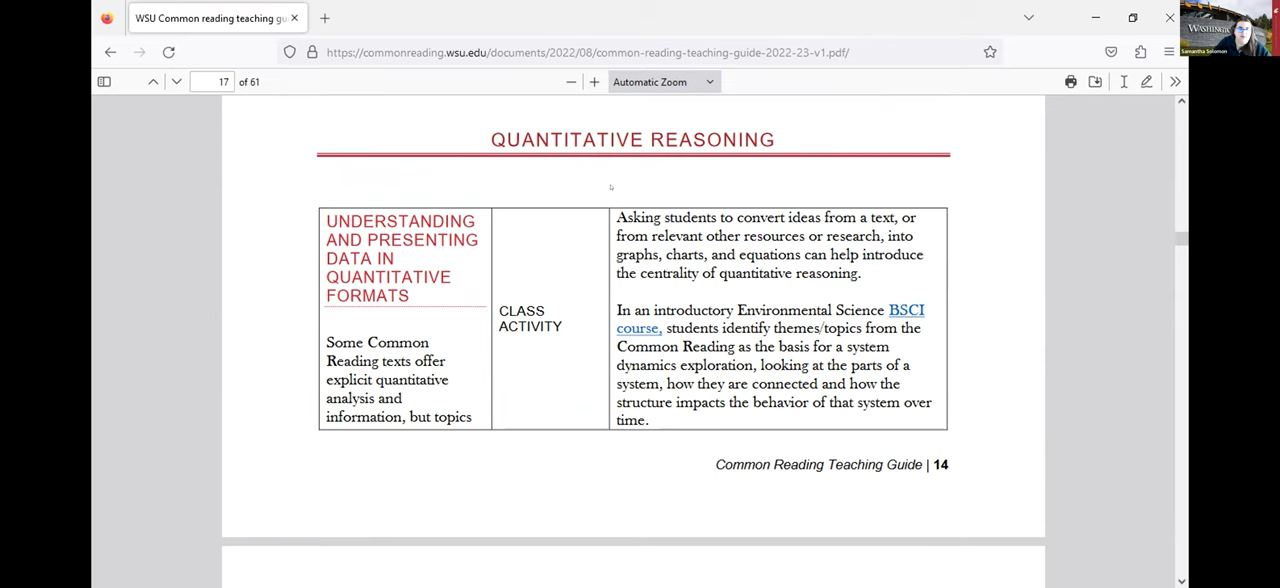 WSU Common reading teaching gu
https://commonreading.wsu.edu/documents/2022/08/common-reading-teaching-guide-2022-23-v1.pdf/
17 of 61
Automatic Zoom
WASHINGTO
Samantha Solomon
QUANTITATIVE REASONING
UNDERSTANDING
AND PRESENTING
DATA IN
QUANTITATIVE
FORMATS
Some Common
Reading texts offer
explicit quantitative
analysis and
information, but topics
CLASS
ACTIVITY
Asking students to convert ideas from a text, or
from relevant other resources or research, into
graphs, charts, and equations can help introduce
the centrality of quantitative reasoning.
In an introductory Environmental Science BSCI
course, students identify themes/topics from the
Common Reading as the basis for a system
dynamics exploration, looking at the parts of a
system, how they are connected and how the
structure impacts the behavior of that system over
time.
Common Reading Teaching Guide | 14